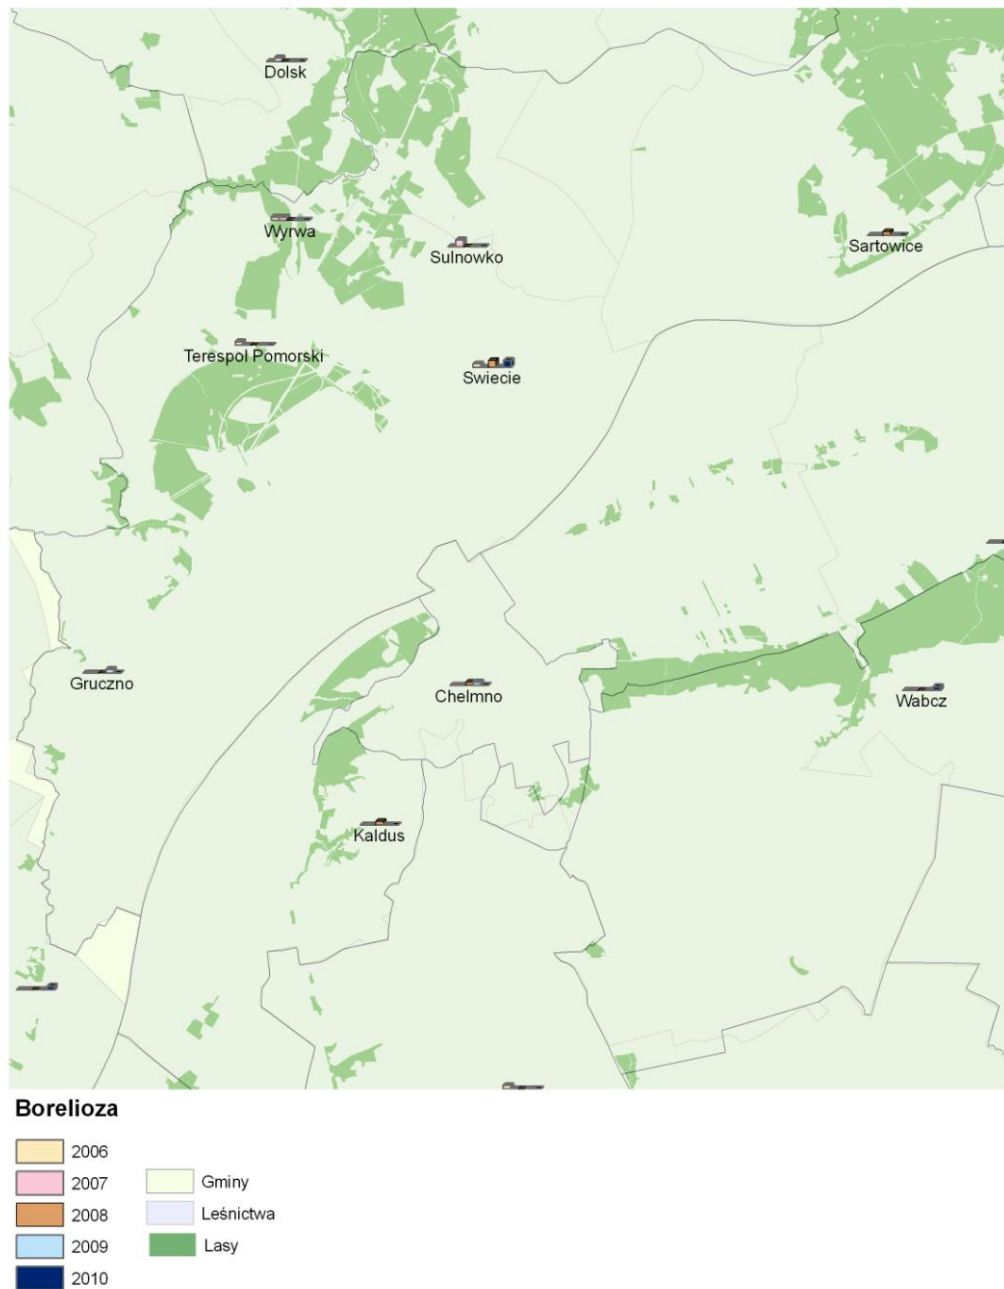 Dolsk
Wyrwa
Sulnowko
Sartowice
Terespol Pomorski
Swiecie
Gruczno
Chelmno
Wabcz
Kaldus
Borelioza
2006
2007
Gminy
2008
Leśnictwa
2009
Lasy
2010